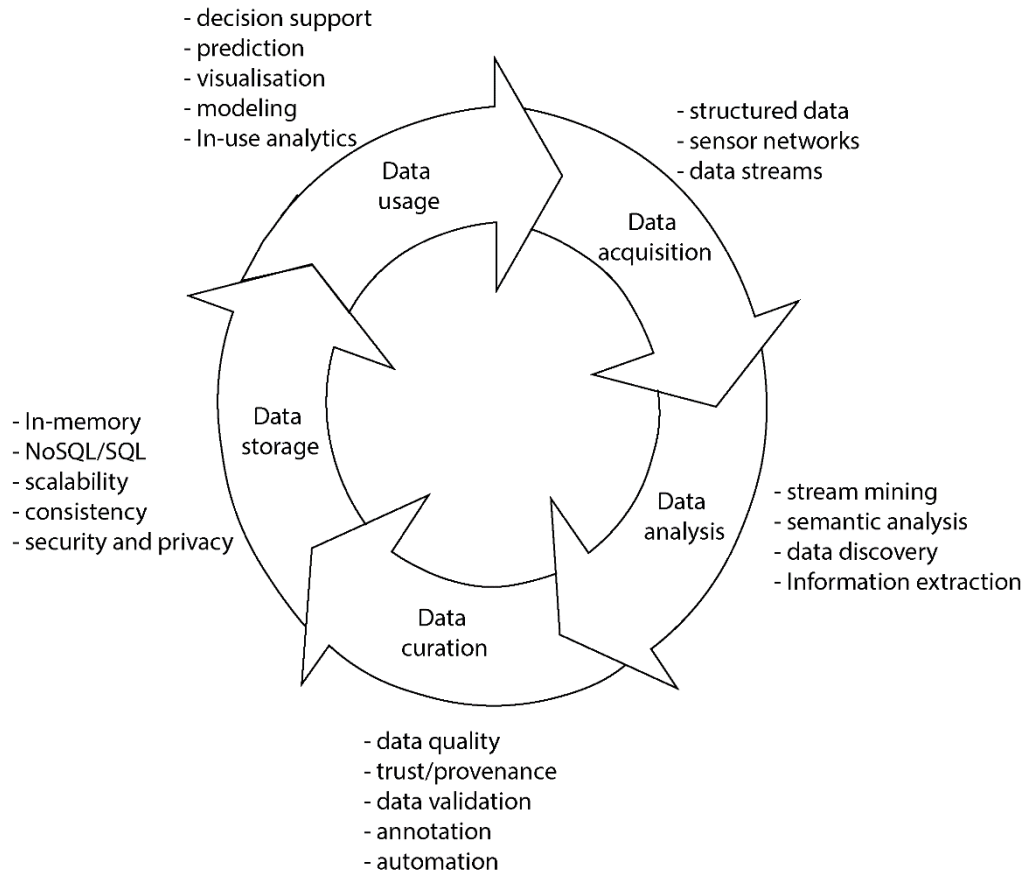 - decision support
- prediction
- visualisation
- modeling
- In-use analytics
Data
usage
- structured data
- sensor networks
- data streams
Data
acquisition
Data
analysis
- stream mining
- semantic analysis
- data discovery
- Information extraction
Data
curation
- data quality
- trust/provenance
- data validation
- annotation
- automation
Data
storage
- In-memory
- NoSQL/SQL
- scalability
- consistency
- security and privacy